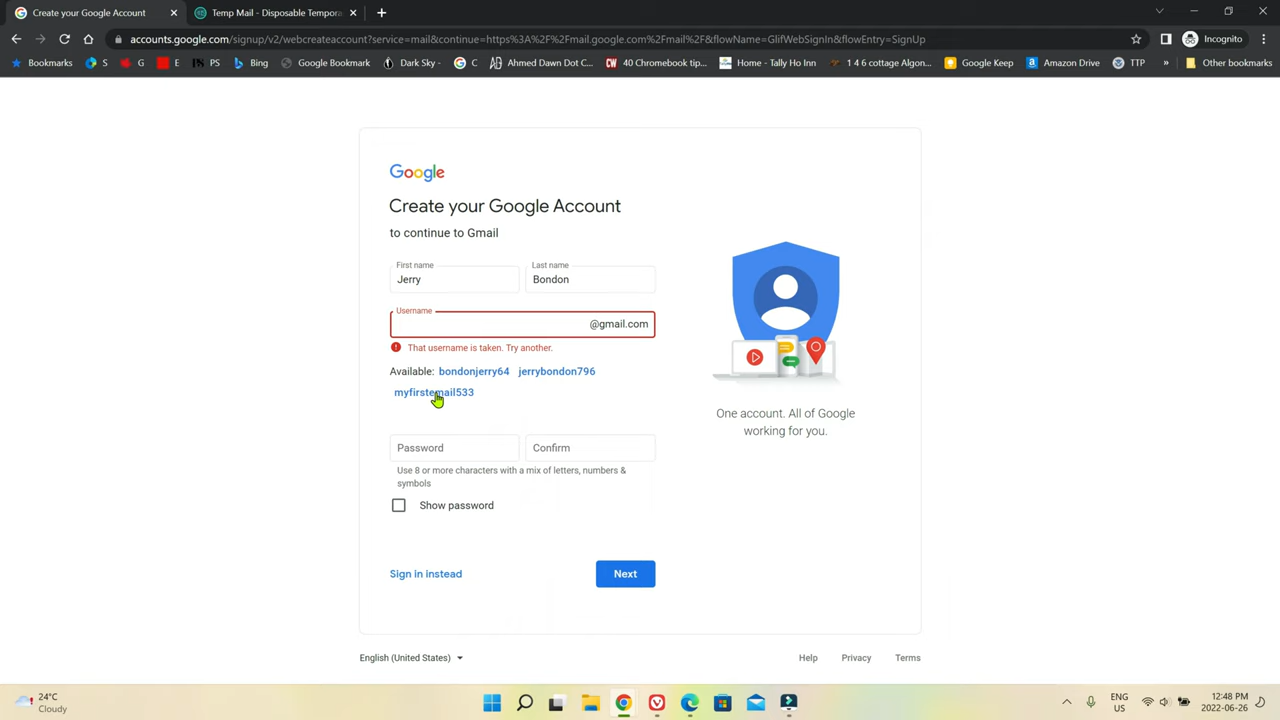 Create your Google Account
Temp Mail - Disposable Tempora
accounts.google.com/signup/v2/webcreateaccount?service=mail&continue=https%3A%2F%2Fmail.google.com%2Fmail%2F&flowName=GlifWebSignIn&flowEntry=SignUp
Incognito
Bookmarks S G E PS Bing Google Bookmark Dark Sky - C Ahmed Dawn Dot C... 40 Chromebook tip... Home - Tally Ho Inn 1 4 6 cottage Algon... Google Keep Amazon Drive TTP » Other bookmarks
Google
Create your Google Account
to continue to Gmail
First name Last name
Jerry Bondon
Username
@gmail.com
That username is taken. Try another.
Available: bondonjerry64 jerrybondon796
myfirstemail533
Password Confirm
Use 8 or more characters with a mix of letters, numbers &
symbols
Show password
Sign in instead Next
One account. All of Google
working for you.
English (United States) Help Privacy Terms
24°C
Cloudy
ENG
US
12:48 PM
2022-06-26